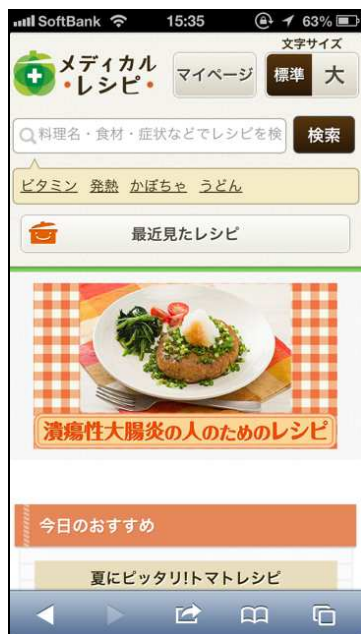 SoftBank 15:35 63%
文字サイズ
メディカル
・レシピ・
マイページ 標準 大
料理名・食材・症状などでレシピを検 検索
ビタミン 発熱 かぼちゃ うどん
最近見たレシピ
潰瘍性大腸炎の人のためのレシピ
今日のおすすめ
夏にピッタリ!トマトレシピ